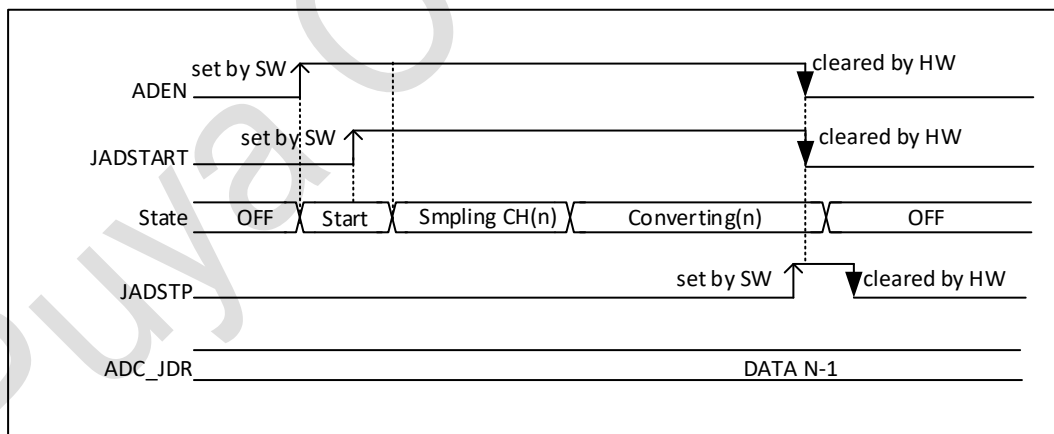 set by SW
cleared by HW
ADEN
set by SW
cleared by HW
JADSTART
State OFF Start Smpling CH(n) Converting(n) OFF
set by SW
cleared by HW
JADSTP
ADC_JDR DATA N-1
Puya